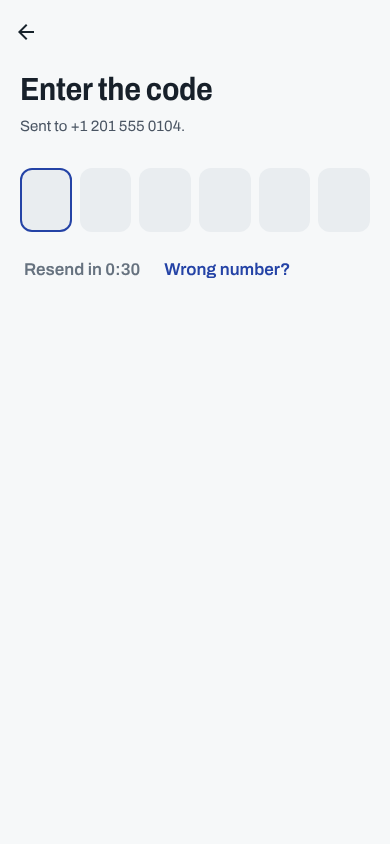 Enter the code
Sent to +1 201 555 0104.
Resend in 0:30 Wrong number?